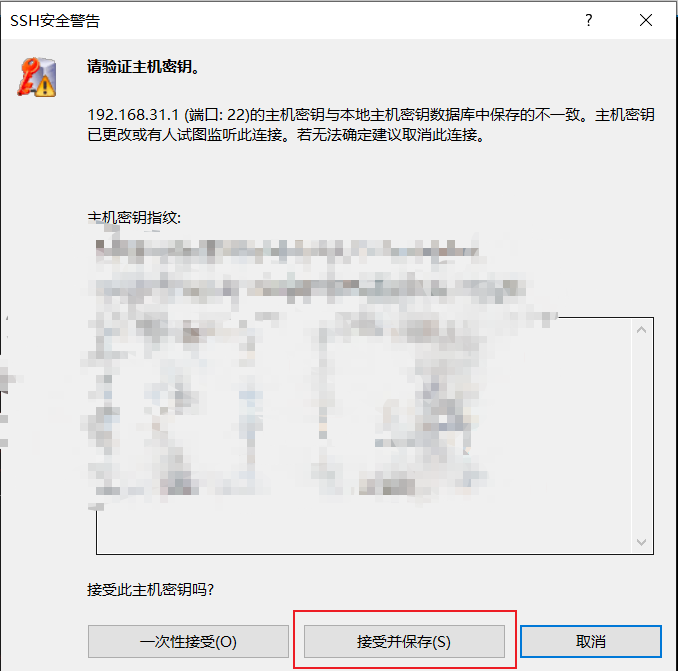 SSH安全警告
请验证主机密钥。
192.168.31.1 (端口: 22)的主机密钥与本地主机密钥数据库中保存的不一致。主机密钥
已更改或有人试图监听此连接。若无法确定建议取消此连接。
主机密钥指纹:
接受此主机密钥吗?
一次性接受(O) 接受并保存(S) 取消